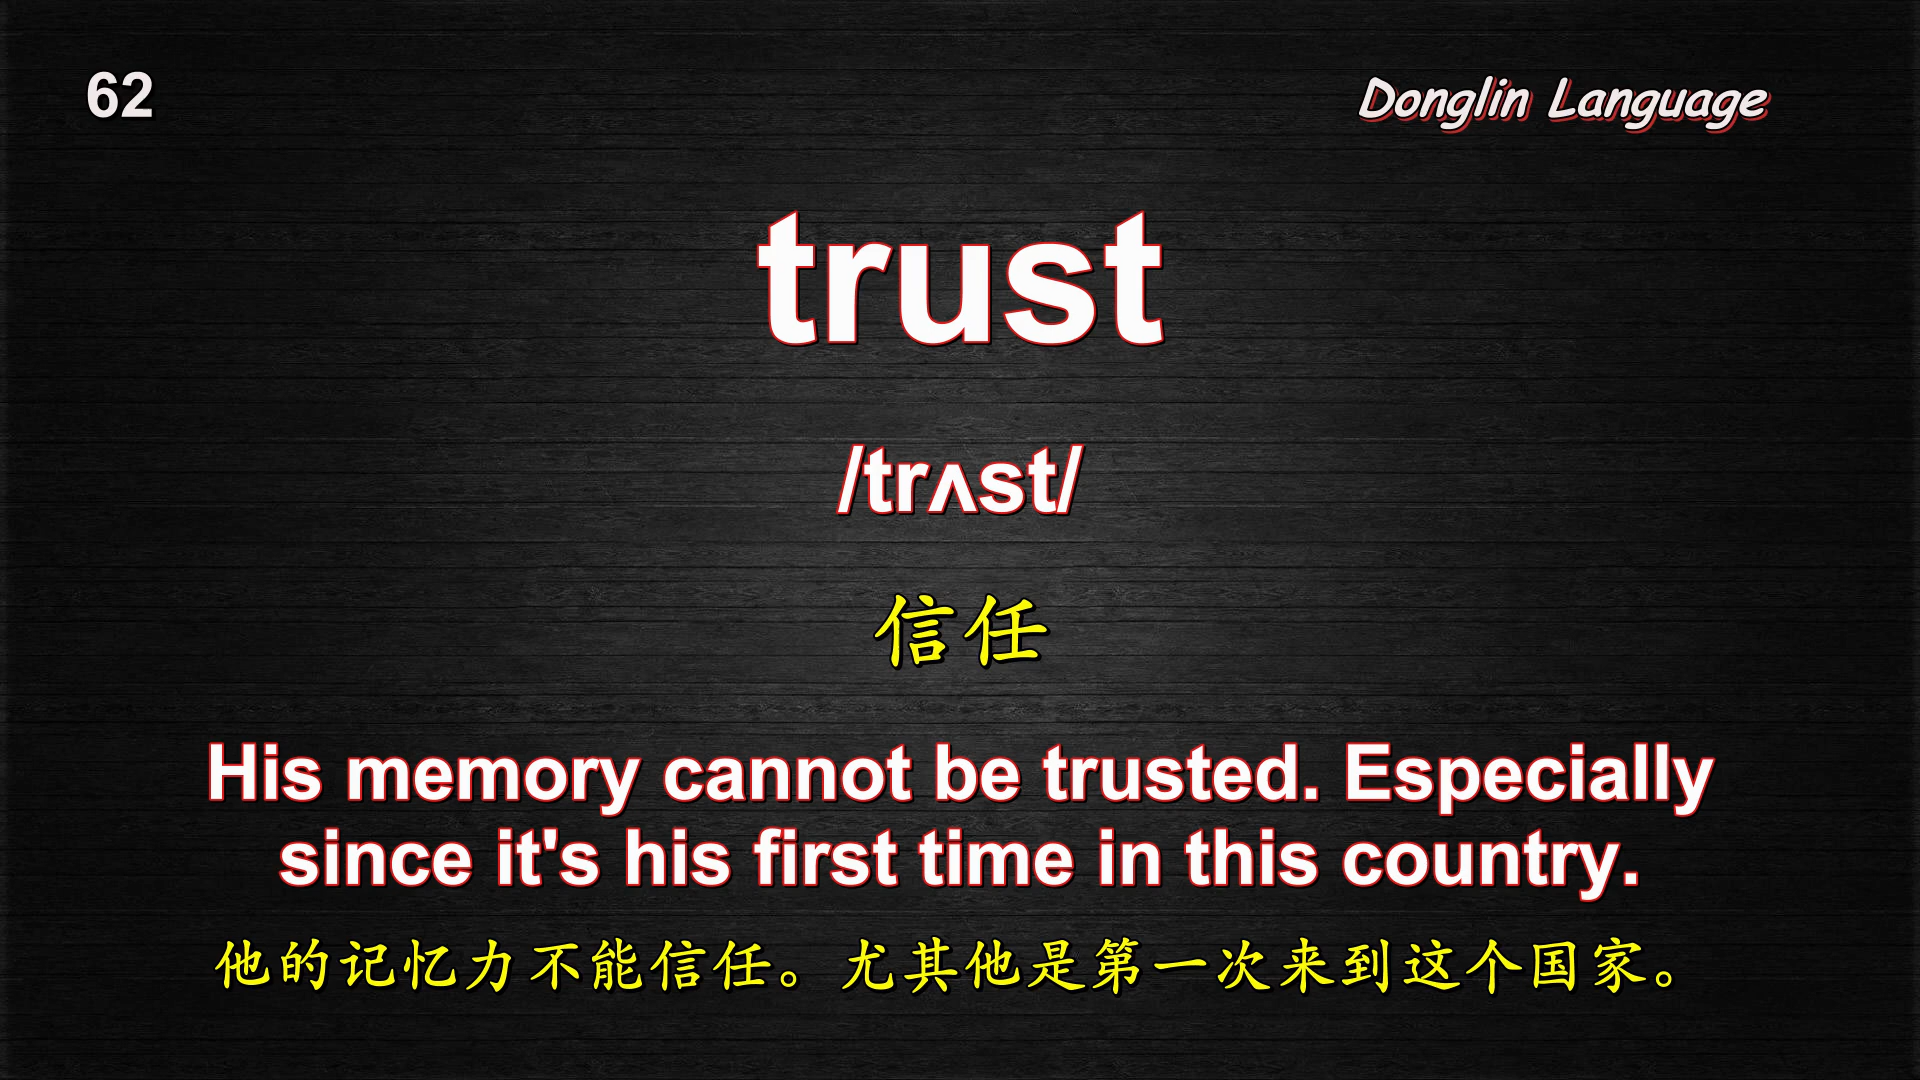 62
Donglin Language
trust
/trʌst/
信任
His memory cannot be trusted. Especially
since it's his first time in this country.
他的记忆力不能信任。尤其他是第一次来到这个国家。